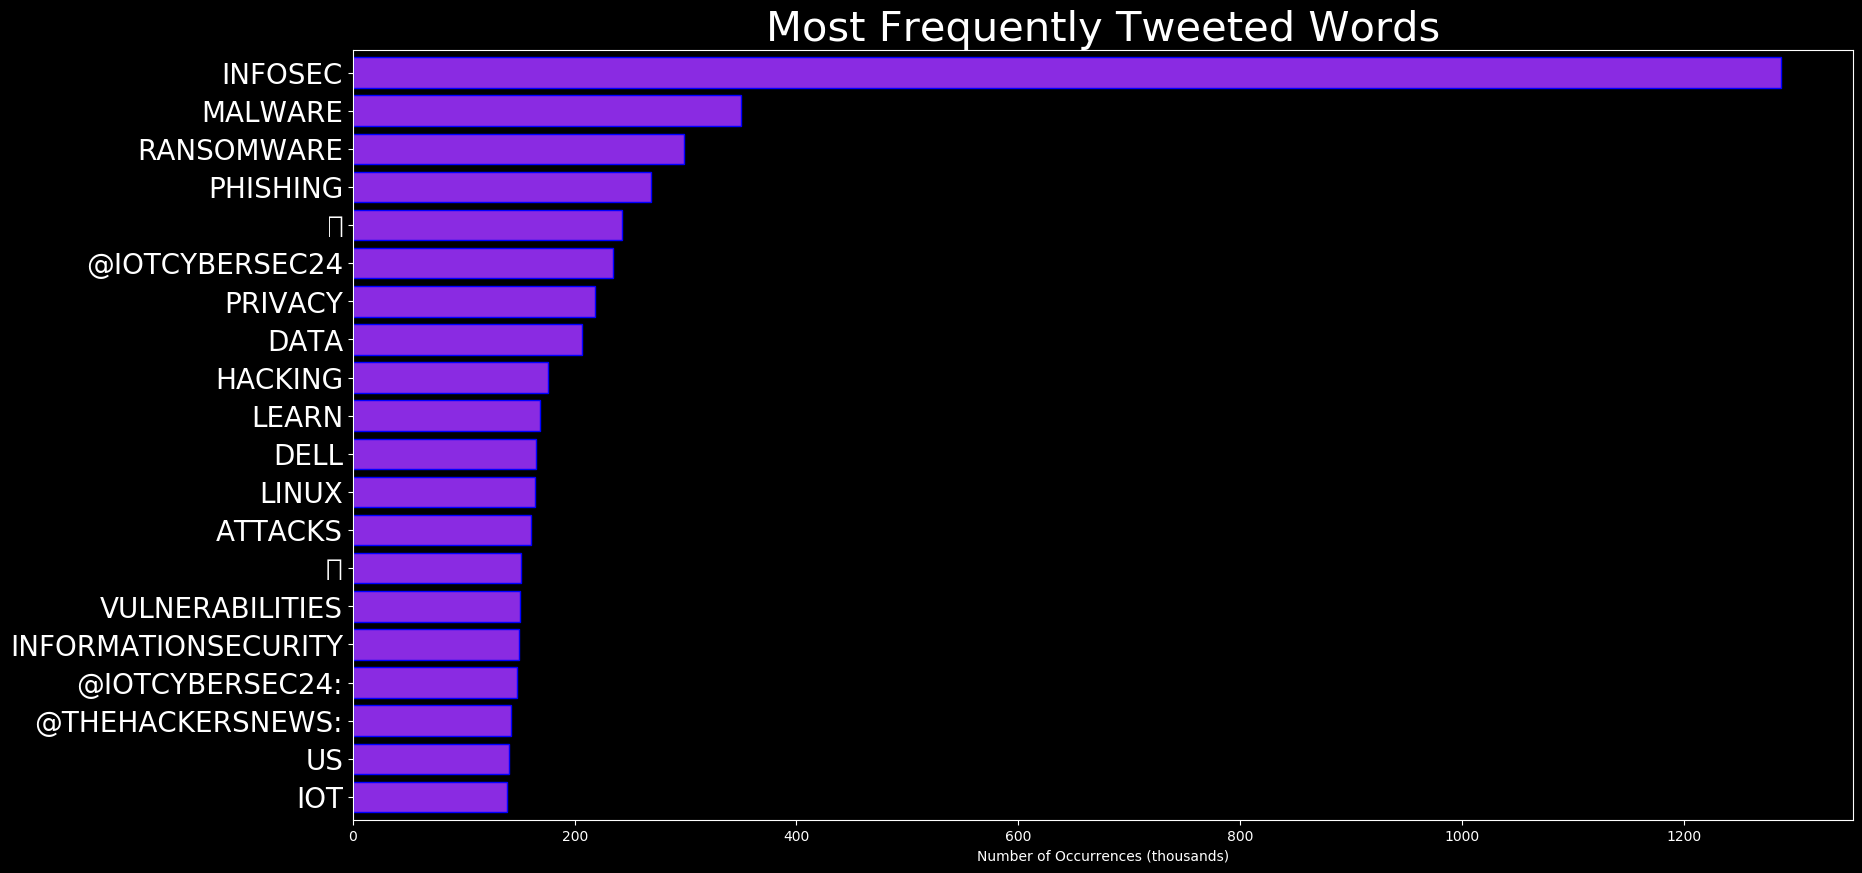 Most Frequently Tweeted Words
INFOSEC
MALWARE
RANSOMWARE
PHISHING
@IOTCYBERSEC24
PRIVACY
DATA
HACKING
LEARN
DELL
LINUX
ATTACKS
VULNERABILITIES
INFORMATIONSECURITY
@IOTCYBERSEC24:
@THEHACKERSNEWS:
US
IOT
0 200 400 600 800 1000 1200
Number of Occurrences (thousands)